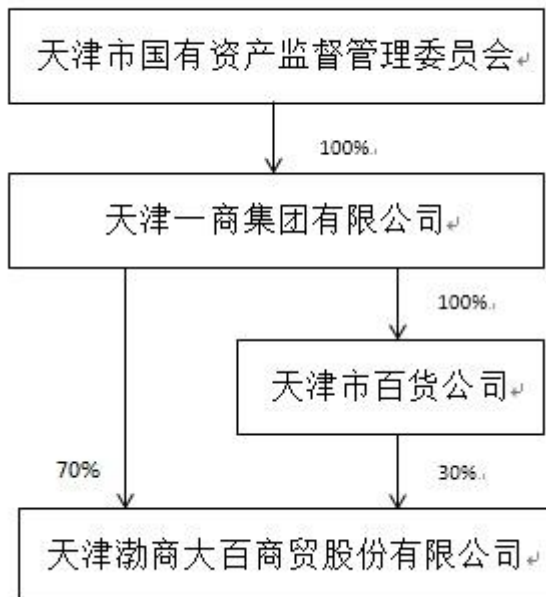 天津市国有资产监督管理委员会
100%
天津一商集团有限公司
100%
天津市百货公司
70%
30%
天津渤商大百商贸股份有限公司